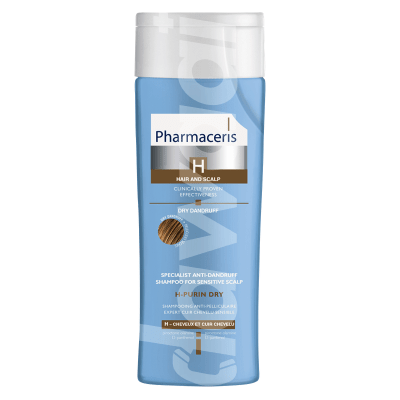 Pharmaceris
H
HAIR AND SCALP
CLINICALLY PROVEN
EFFECTIVENESS
DRY DANDRUFF
SPECIALIST ANTI-DANDRUFF
SHAMPOO FOR SENSITIVE SCALP
H-PURIN DRY
SHAMPOOING ANTI-PELLICULAIRE
EXPERT CUIR CHEVELU SENSIBLE
H - CHEVEUX ET CUIR CHEVELU